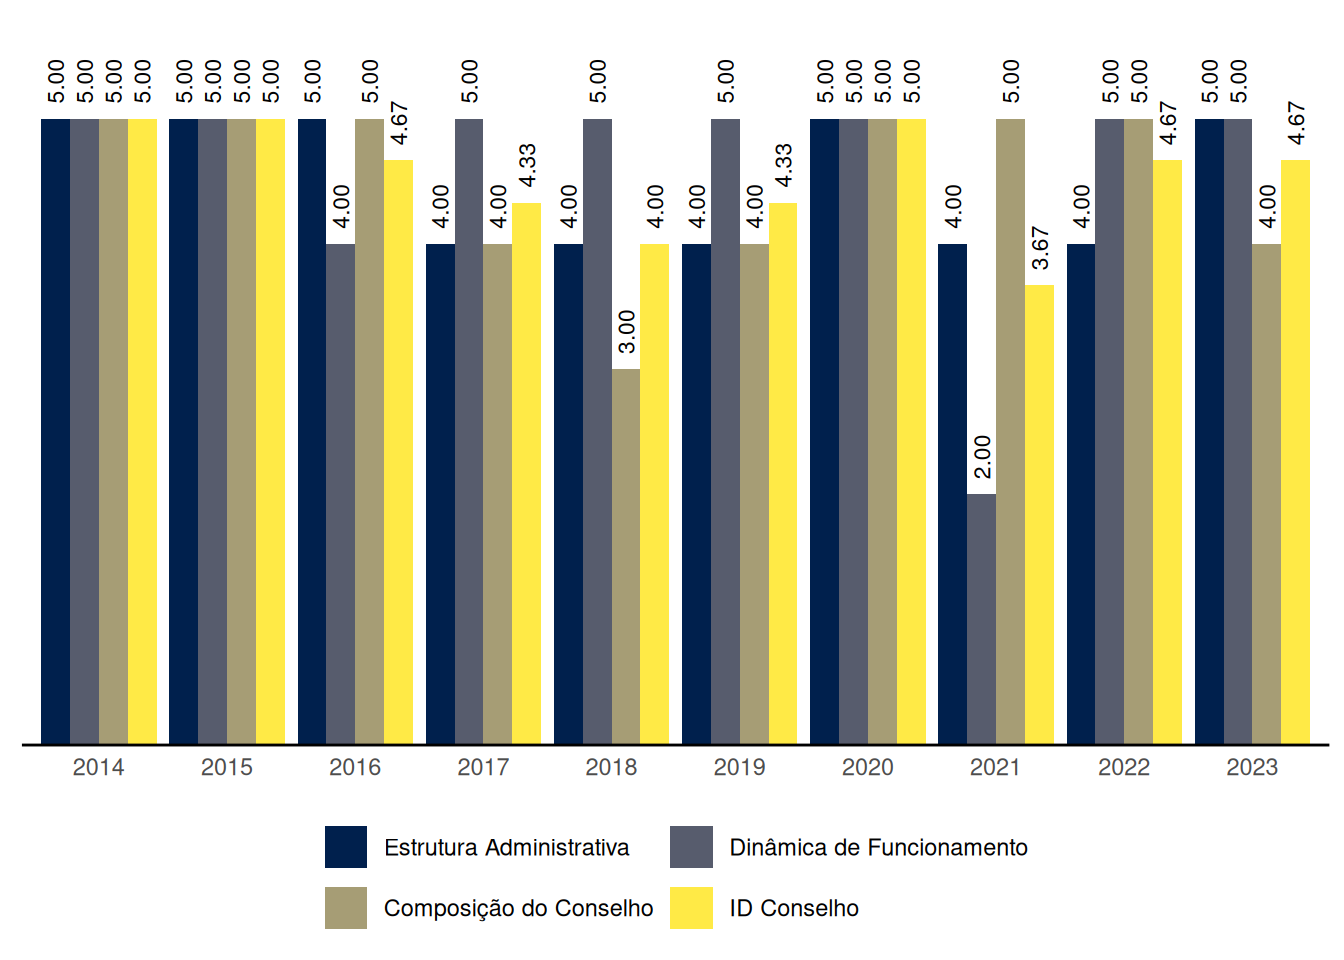 5.00 5.00 5.00 5.00 5.00 5.00 5.00 5.00 5.00 4.00 5.00 4.67 4.00 5.00 4.00 4.33 4.00 5.00 3.00 4.00 4.00 5.00 4.00 4.33 5.00 5.00 5.00 5.00 4.00 2.00 5.00 3.67 4.00 5.00 5.00 4.67 5.00 5.00 4.00 4.67
2014 2015 2016 2017 2018 2019 2020 2021 2022 2023
Estrutura Administrativa Dinâmica de Funcionamento
Composição do Conselho ID Conselho